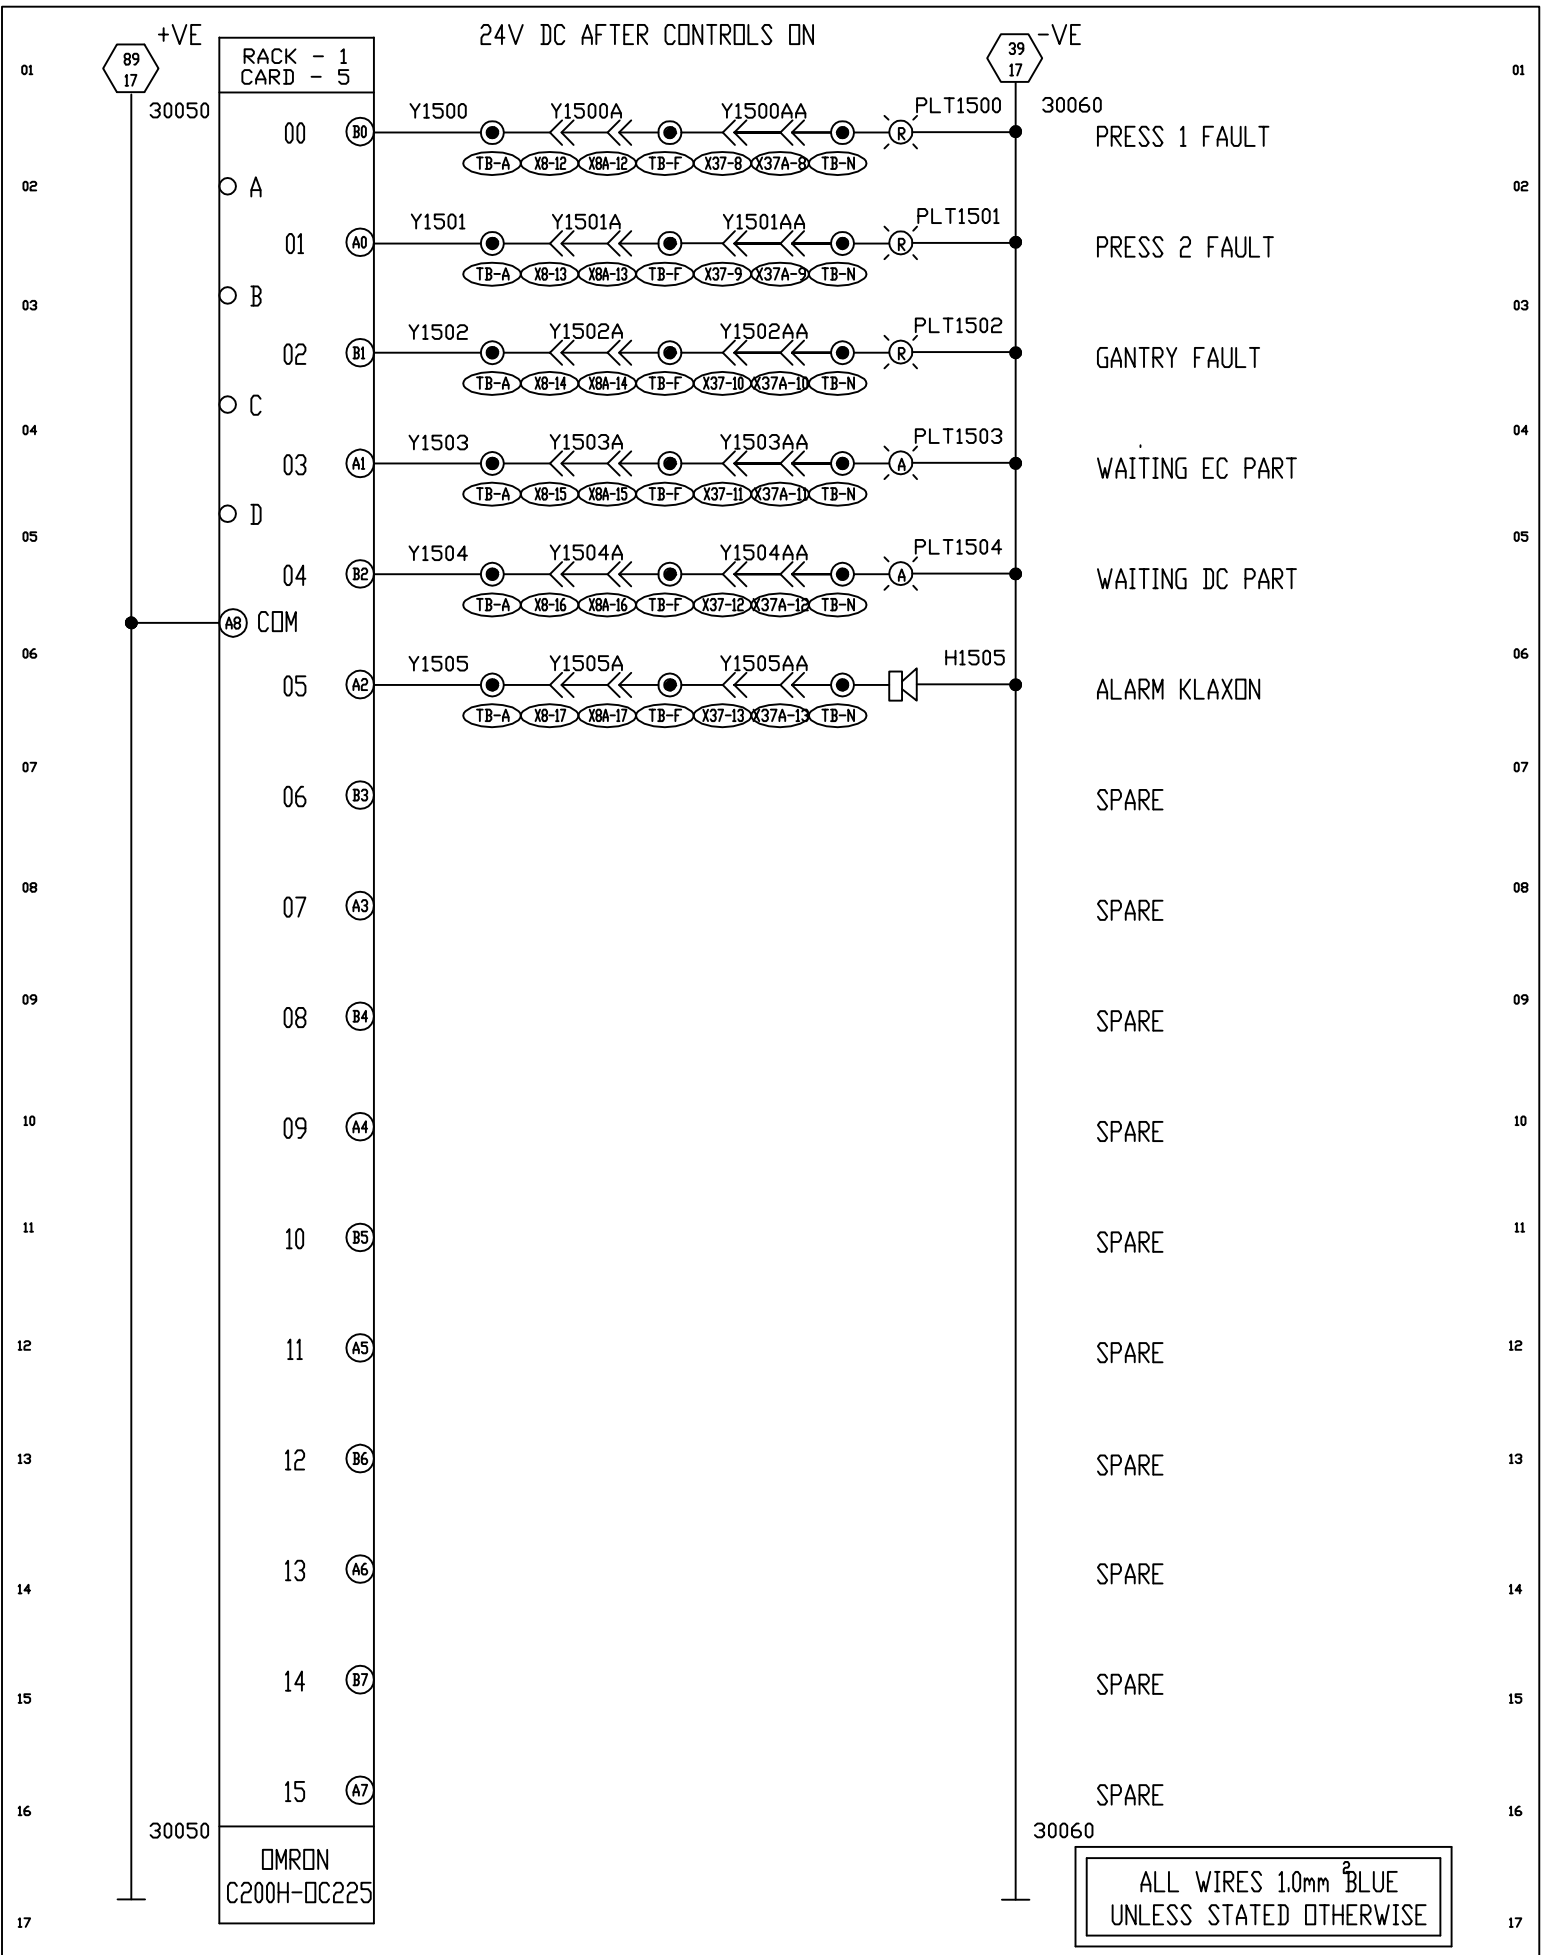 +VE
24V DC AFTER CONTROLS ON
-VE
89
17
RACK - 1
CARD - 5
39
17
01
01
30050
30060
00 B0 Y1500 Y1500A Y1500AA PLT1500 R PRESS 1 FAULT
TB-A X8-12 X8A-12 TB-F X37-8 X37A-8 TB-N
02
A
02
01 A0 Y1501 Y1501A Y1501AA PLT1501 R PRESS 2 FAULT
TB-A X8-13 X8A-13 TB-F X37-9 X37A-9 TB-N
03
B
03
02 B1 Y1502 Y1502A Y1502AA PLT1502 R GANTRY FAULT
TB-A X8-14 X8A-14 TB-F X37-10 X37A-10 TB-N
C
04
04
03 A1 Y1503 Y1503A Y1503AA PLT1503 A WAITING EC PART
TB-A X8-15 X8A-15 TB-F X37-11 X37A-11 TB-N
D
05
05
04 B2 Y1504 Y1504A Y1504AA PLT1504 A WAITING DC PART
TB-A X8-16 X8A-16 TB-F X37-12 X37A-12 TB-N
A8 COM
06
06
05 A2 Y1505 Y1505A Y1505AA H1505 ALARM KLAXON
TB-A X8-17 X8A-17 TB-F X37-13 X37A-13 TB-N
07
07
06 B3 SPARE
08
08
07 A3 SPARE
09
09
08 B4 SPARE
10
10
09 A4 SPARE
11
11
10 B5 SPARE
12
12
11 A5 SPARE
13
13
12 B6 SPARE
14
14
13 A6 SPARE
15
15
14 B7 SPARE
16
16
15 A7 SPARE
30050
30060
OMRON
C200H-OC225
ALL WIRES 1.0mm² BLUE
UNLESS STATED OTHERWISE
17
17